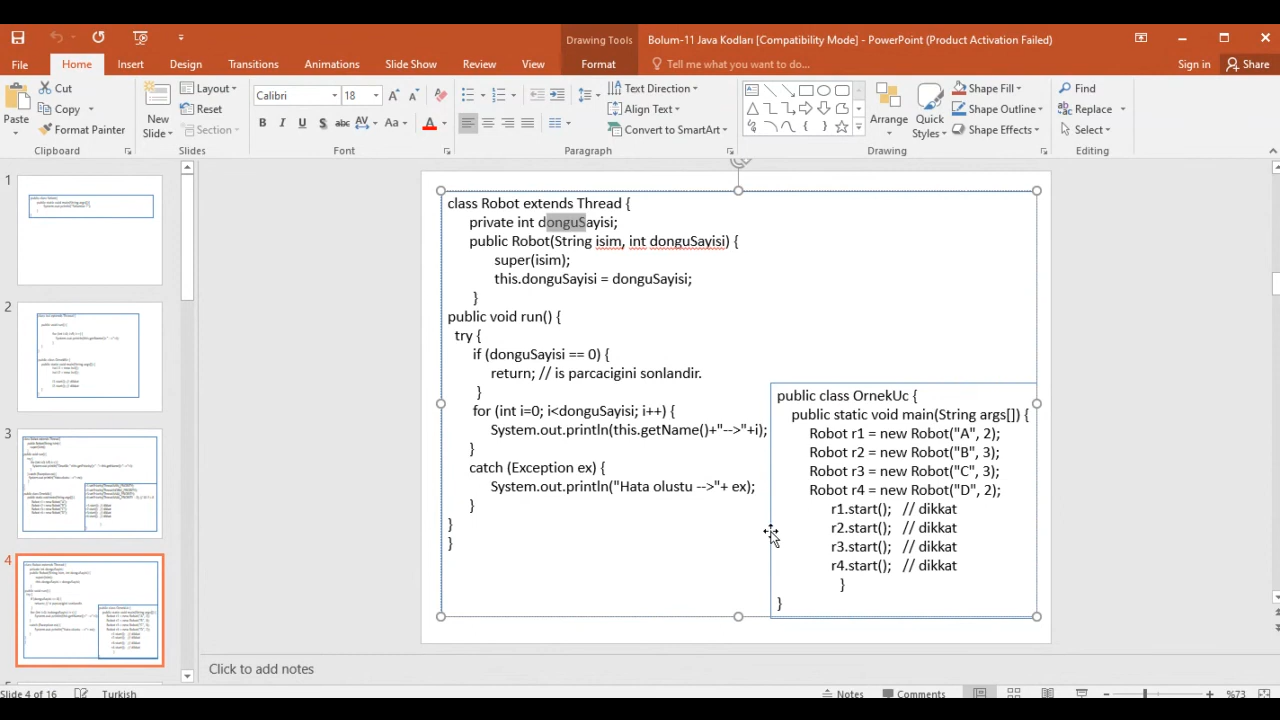 Drawing Tools
Bolum-11 Java Kodları [Compatibility Mode] - PowerPoint (Product Activation Failed)
File Home Insert Design Transitions Animations Slide Show Review View Format Tell me what you want to do... Sign in Share
Paste
Cut
Copy
Format Painter
Clipboard
New Slide
Layout
Reset
Section
Slides
Calibri 18
B I U S abc AV Aa A
Font
Text Direction
Align Text
Convert to SmartArt
Paragraph
Arrange
Quick Styles
Shape Fill
Shape Outline
Shape Effects
Drawing
Find
Replace
Select
Editing
1
2
3
4
class Robot extends Thread {
private int donguSayisi;
public Robot(String isim, int donguSayisi) {
super(isim);
this.donguSayisi = donguSayisi;
}
public void run() {
try {
if (donguSayisi == 0) {
return; // is parcacigini sonlandir.
}
for (int i=0; i<donguSayisi; i++) {
System.out.println(this.getName()+"-->"+i);
}
catch (Exception ex) {
System.out.println("Hata olustu -->"+ ex);
}
}
}
public class OrnekUc {
public static void main(String args[]) {
Robot r1 = new Robot("A", 2);
Robot r2 = new Robot("B", 3);
Robot r3 = new Robot("C", 3);
Robot r4 = new Robot("D", 2);
r1.start(); // dikkat
r2.start(); // dikkat
r3.start(); // dikkat
r4.start(); // dikkat
}
}
Click to add notes
Slide 4 of 16 Turkish Notes Comments %73